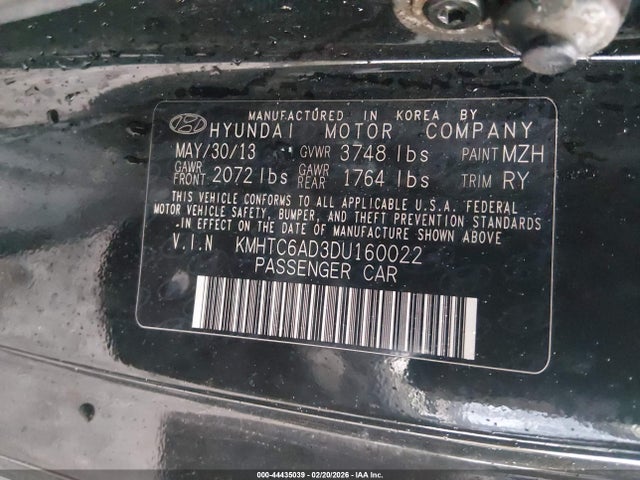 MANUFACTURED IN KOREA BY
HYUNDAI MOTOR COMPANY
MAY/30/13 GVWR 3748 lbs PAINT MZH
GAWR FRONT 2072 lbs GAWR REAR 1764 lbs TRIM RY
THIS VEHICLE CONFORMS TO ALL APPLICABLE U.S.A. FEDERAL
MOTOR VEHICLE SAFETY, BUMPER, AND THEFT PREVENTION STANDARDS
IN EFFECT ON THE DATE OF MANUFACTURE SHOWN ABOVE
V.I.N KMHTC6AD3DU160022
PASSENGER CAR
000-44435039 | 02/20/2026 - IAA Inc.